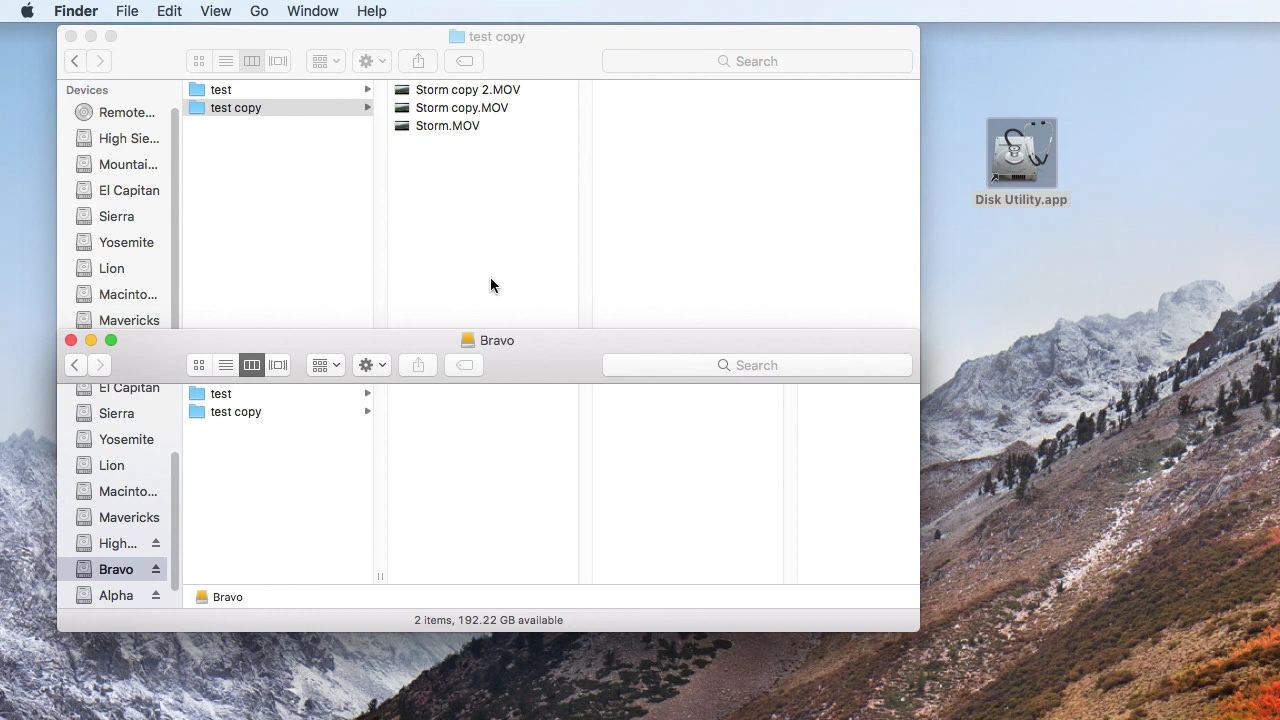 Finder File Edit View Go Window Help
test copy
Search
Devices
Remote...
High Sie...
Mountai...
El Capitan
Sierra
Yosemite
Lion
Macinto...
Mavericks
test
test copy
Storm copy 2.MOV
Storm copy.MOV
Storm.MOV
Disk Utility.app
Bravo
Search
El Capitan
Sierra
Yosemite
Lion
Macinto...
Mavericks
High...
Bravo
Alpha
test
test copy
Bravo
2 items, 192.22 GB available